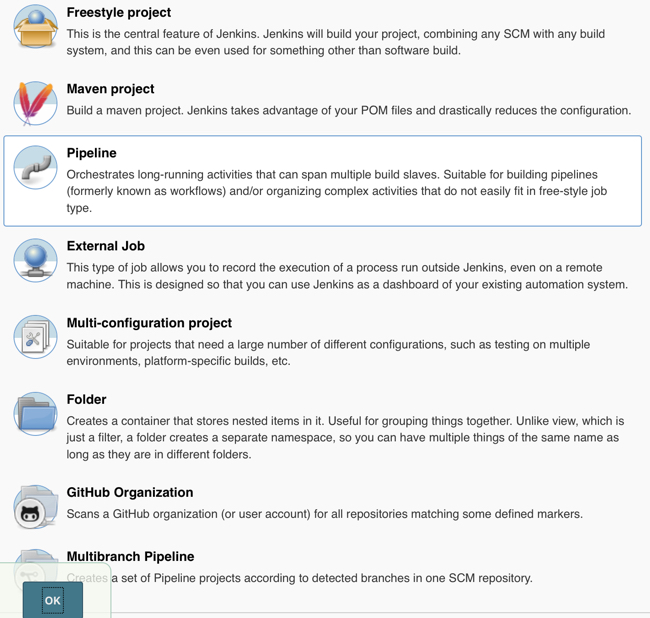 Freestyle project
This is the central feature of Jenkins. Jenkins will build your project, combining any SCM with any build
system, and this can be even used for something other than software build.
Maven project
Build a maven project. Jenkins takes advantage of your POM files and drastically reduces the configuration.
Pipeline
Orchestrates long-running activities that can span multiple build slaves. Suitable for building pipelines
(formerly known as workflows) and/or organizing complex activities that do not easily fit in free-style job
type.
External Job
This type of job allows you to record the execution of a process run outside Jenkins, even on a remote
machine. This is designed so that you can use Jenkins as a dashboard of your existing automation system.
Multi-configuration project
Suitable for projects that need a large number of different configurations, such as testing on multiple
environments, platform-specific builds, etc.
Folder
Creates a container that stores nested items in it. Useful for grouping things together. Unlike view, which is
just a filter, a folder creates a separate namespace, so you can have multiple things of the same name as
long as they are in different folders.
GitHub Organization
Scans a GitHub organization (or user account) for all repositories matching some defined markers.
Multibranch Pipeline
Creates a set of Pipeline projects according to detected branches in one SCM repository.
OK